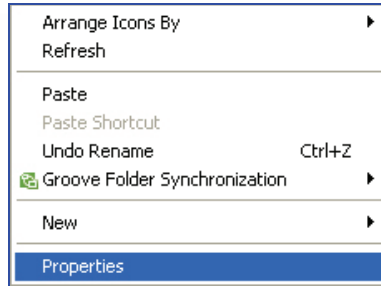 Arrange Icons By
Refresh
Paste
Paste Shortcut
Undo Rename Ctrl+Z
Groove Folder Synchronization
New
Properties